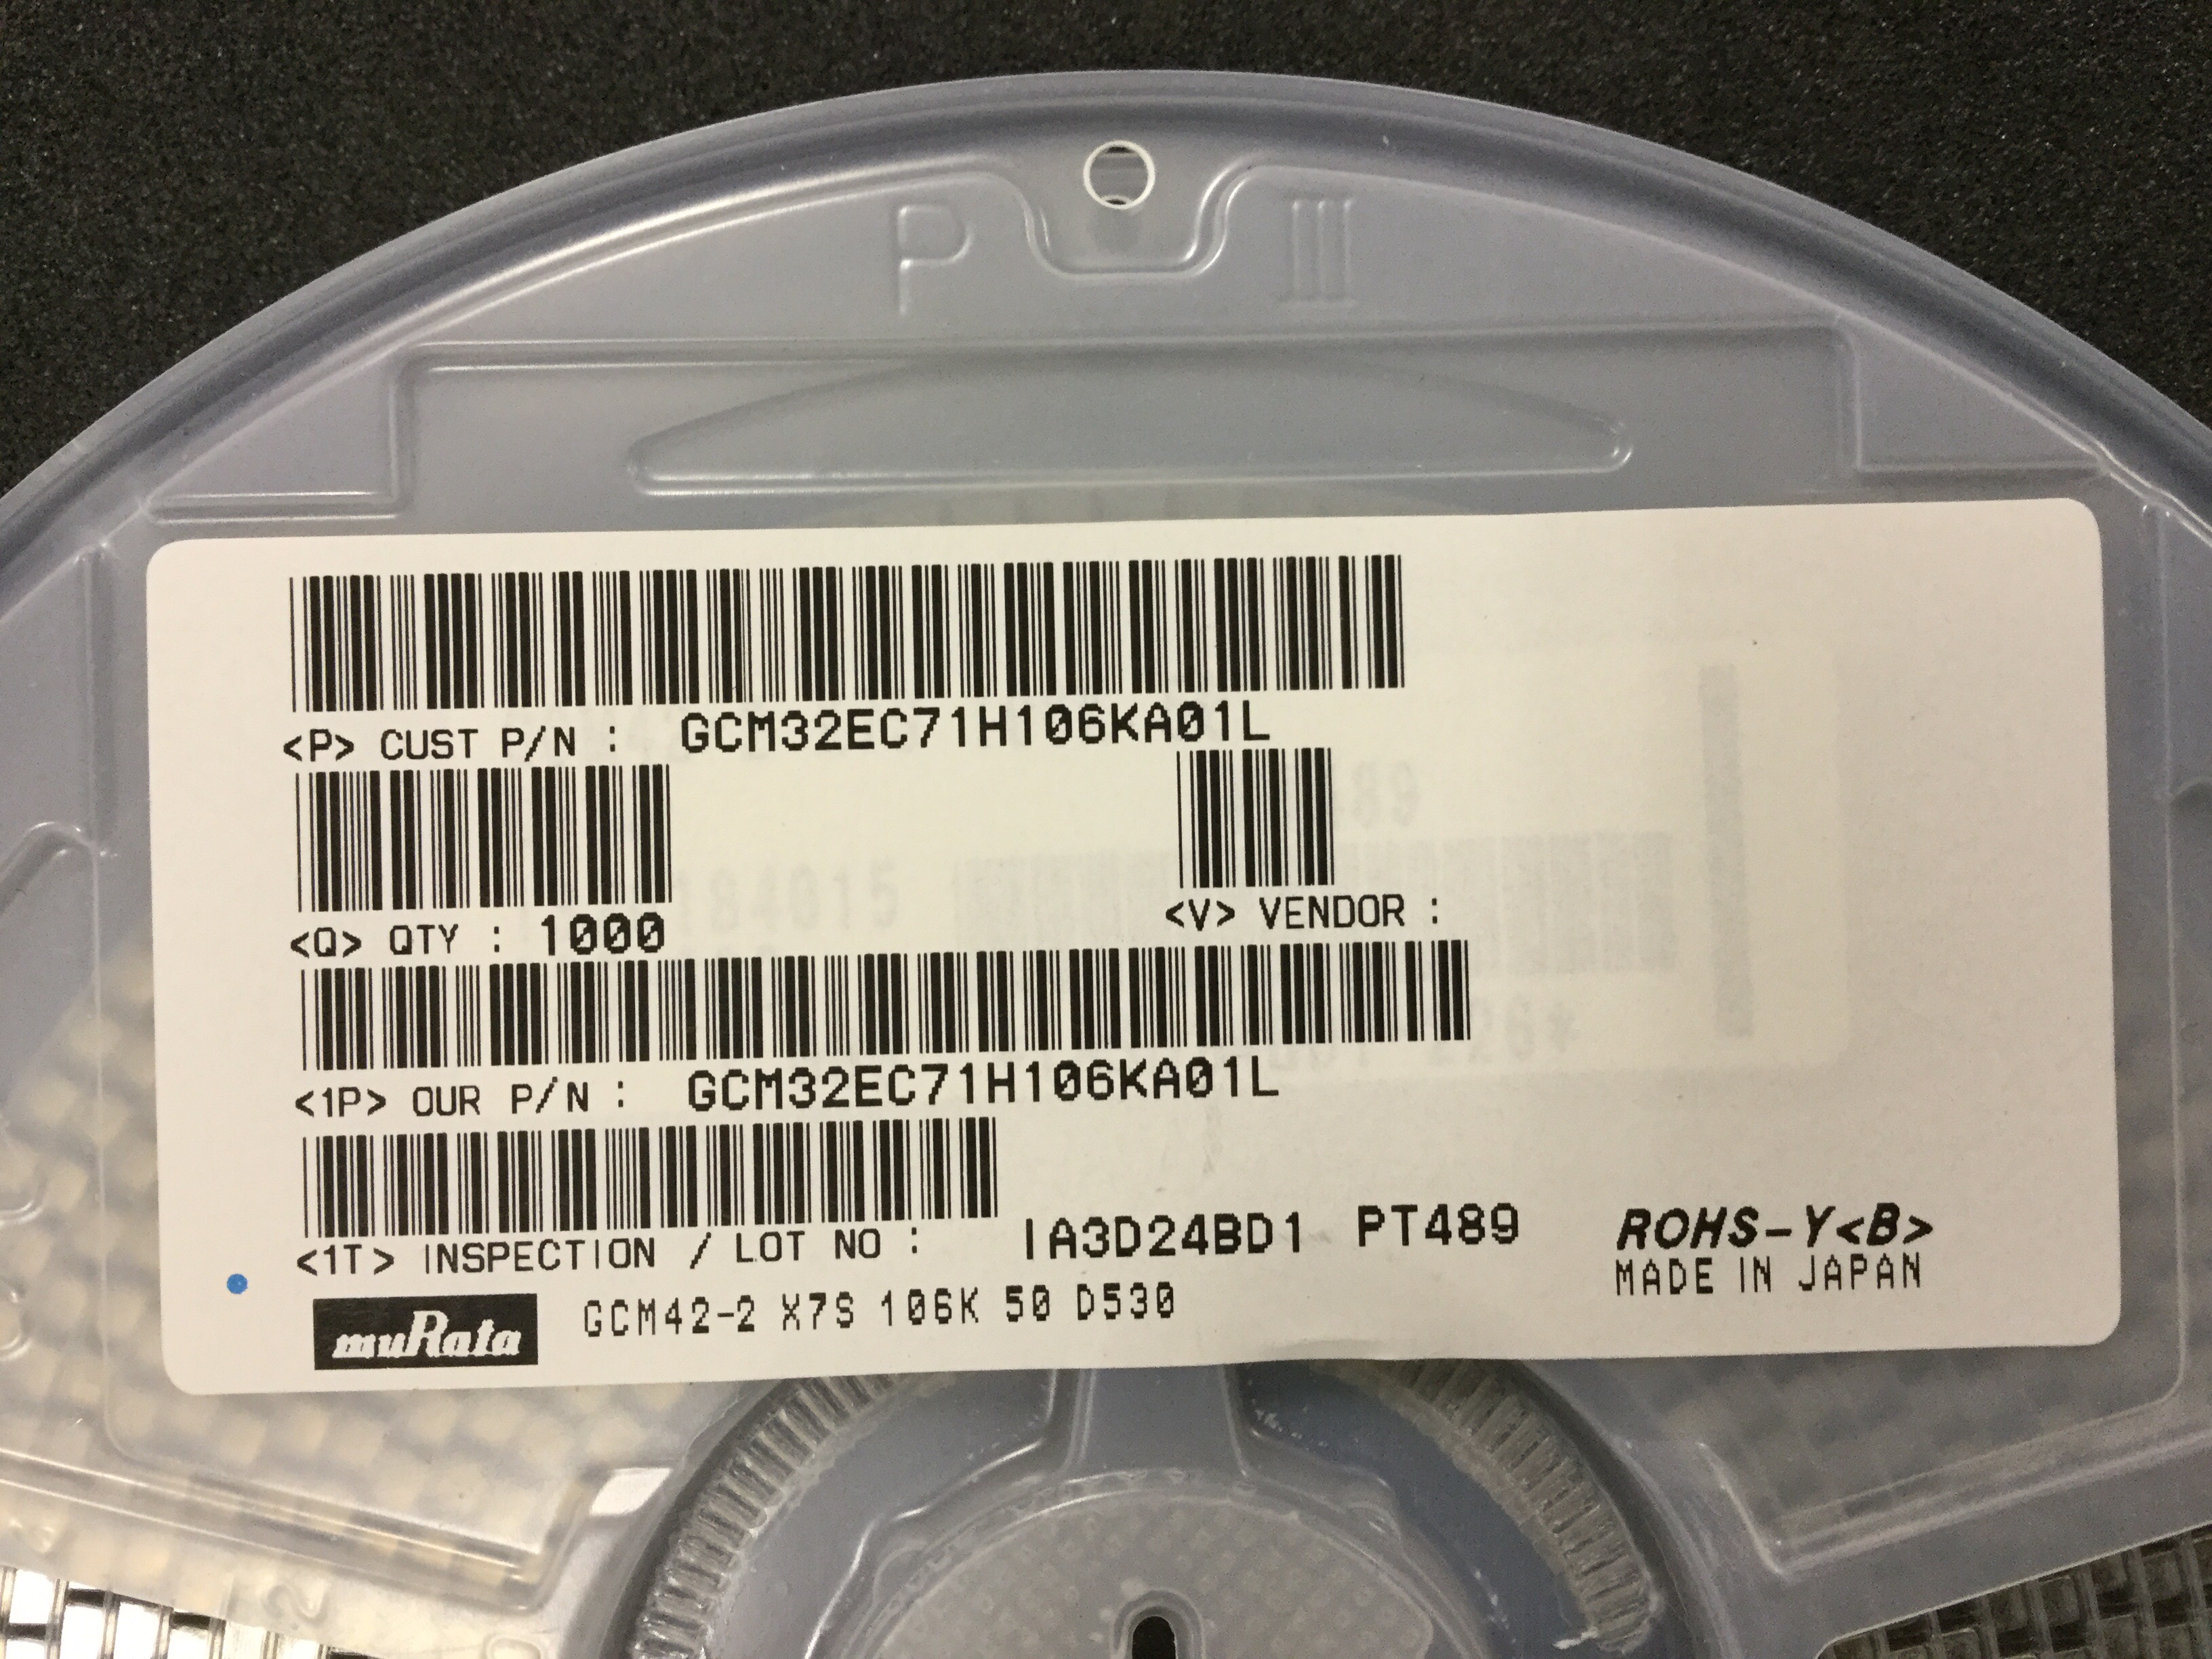 P III
<P> CUST P/N : GCM32EC71H106KA01L
<Q> QTY : 1000
<V> VENDOR :
<1P> OUR P/N : GCM32EC71H106KA01L
<1T> INSPECTION / LOT NO : IA3D24BD1 PT489
ROHS-Y<B>
MADE IN JAPAN
muRata GCM42-2 X7S 106K 50 D530